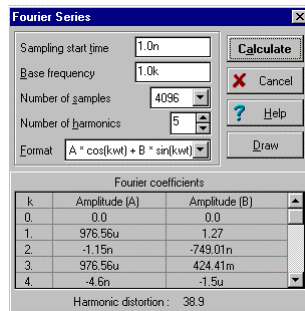 Fourier Series
Sampling start time 1.0n
Base frequency 1.0k
Number of samples 4096
Number of harmonics 5
Format A * cos(kwt) + B * sin(kwt)
Calculate
Cancel
? Help
Draw
Fourier coefficients
k Amplitude (A) Amplitude (B)
0. 0.0 0.0
1. 976.56u 1.27
2. -1.15n -749.01n
3. 976.56u 424.41m
4. -4.6n -1.5u
Harmonic distortion : 38.9